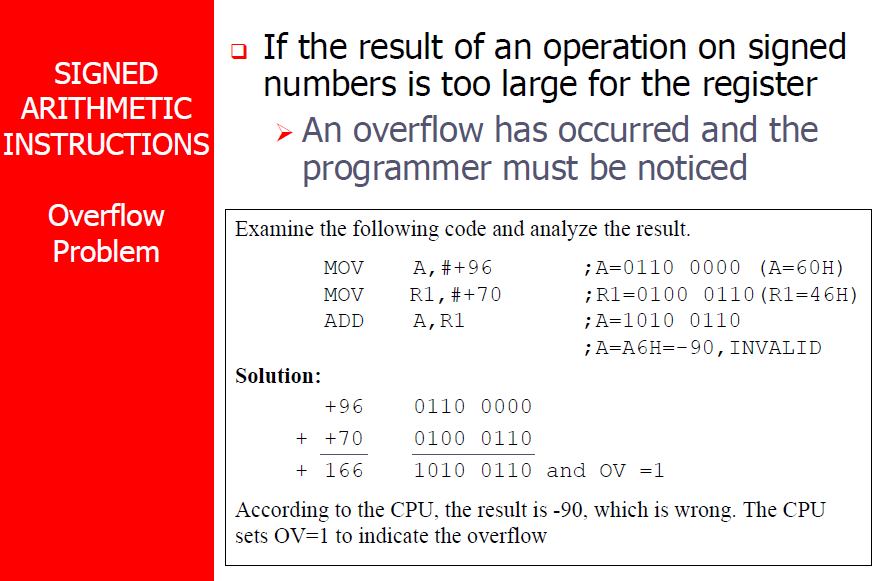 SIGNED
ARITHMETIC
INSTRUCTIONS
Overflow
Problem
❑ If the result of an operation on signed
numbers is too large for the register
➢ An overflow has occurred and the
programmer must be noticed
Examine the following code and analyze the result.
MOV A,#+96 ;A=0110 0000 (A=60H)
MOV R1,#+70 ;R1=0100 0110(R1=46H)
ADD A,R1 ;A=1010 0110
;A=A6H=-90,INVALID
Solution:
+96 0110 0000
+ +70 0100 0110
+ 166 1010 0110 and OV =1
According to the CPU, the result is -90, which is wrong. The CPU
sets OV=1 to indicate the overflow